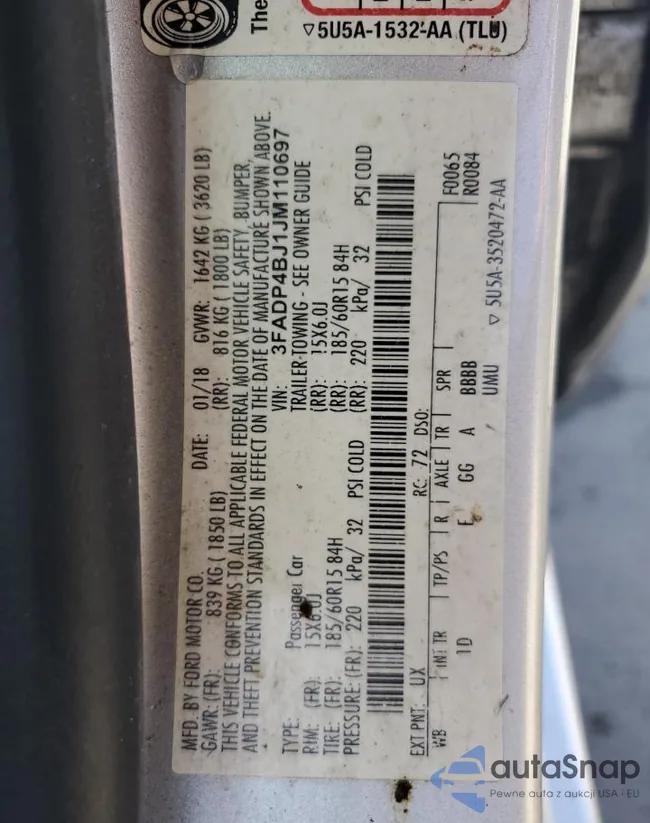 The
▽5U5A-1532-AA (TLU)
MFD. BY FORD MOTOR CO.
DATE: 01/18 GVWR: 1642 KG ( 3620 LB)
GAWR: (FR): 839 KG ( 1850 LB) (RR): 816 KG ( 1800 LB)
THIS VEHICLE CONFORMS TO ALL APPLICABLE FEDERAL MOTOR VEHICLE SAFETY, BUMPER,
AND THEFT PREVENTION STANDARDS IN EFFECT ON THE DATE OF MANUFACTURE SHOWN ABOVE.
VIN: 3FADP4BJ1JM110697
TYPE: Passenger Car TRAILER-TOWING - SEE OWNER GUIDE
RIM: (FR): 15X6.0J (RR): 15X6.0J
TIRE: (FR): 185/60R15 84H (RR): 185/60R15 84H
PRESSURE: (FR): 220 kPa/ 32 PSI COLD (RR): 220 kPa/ 32 PSI COLD
F0065
R0084
EXT PNT: UX RC: 72 DSO:
WB INT TR TP/PS R AXLE TR SPR
1D E GG A BBBB
UMU
▽ 5U5A-3520472-AA
autaSnap
Pewne auta z aukcji USA i EU